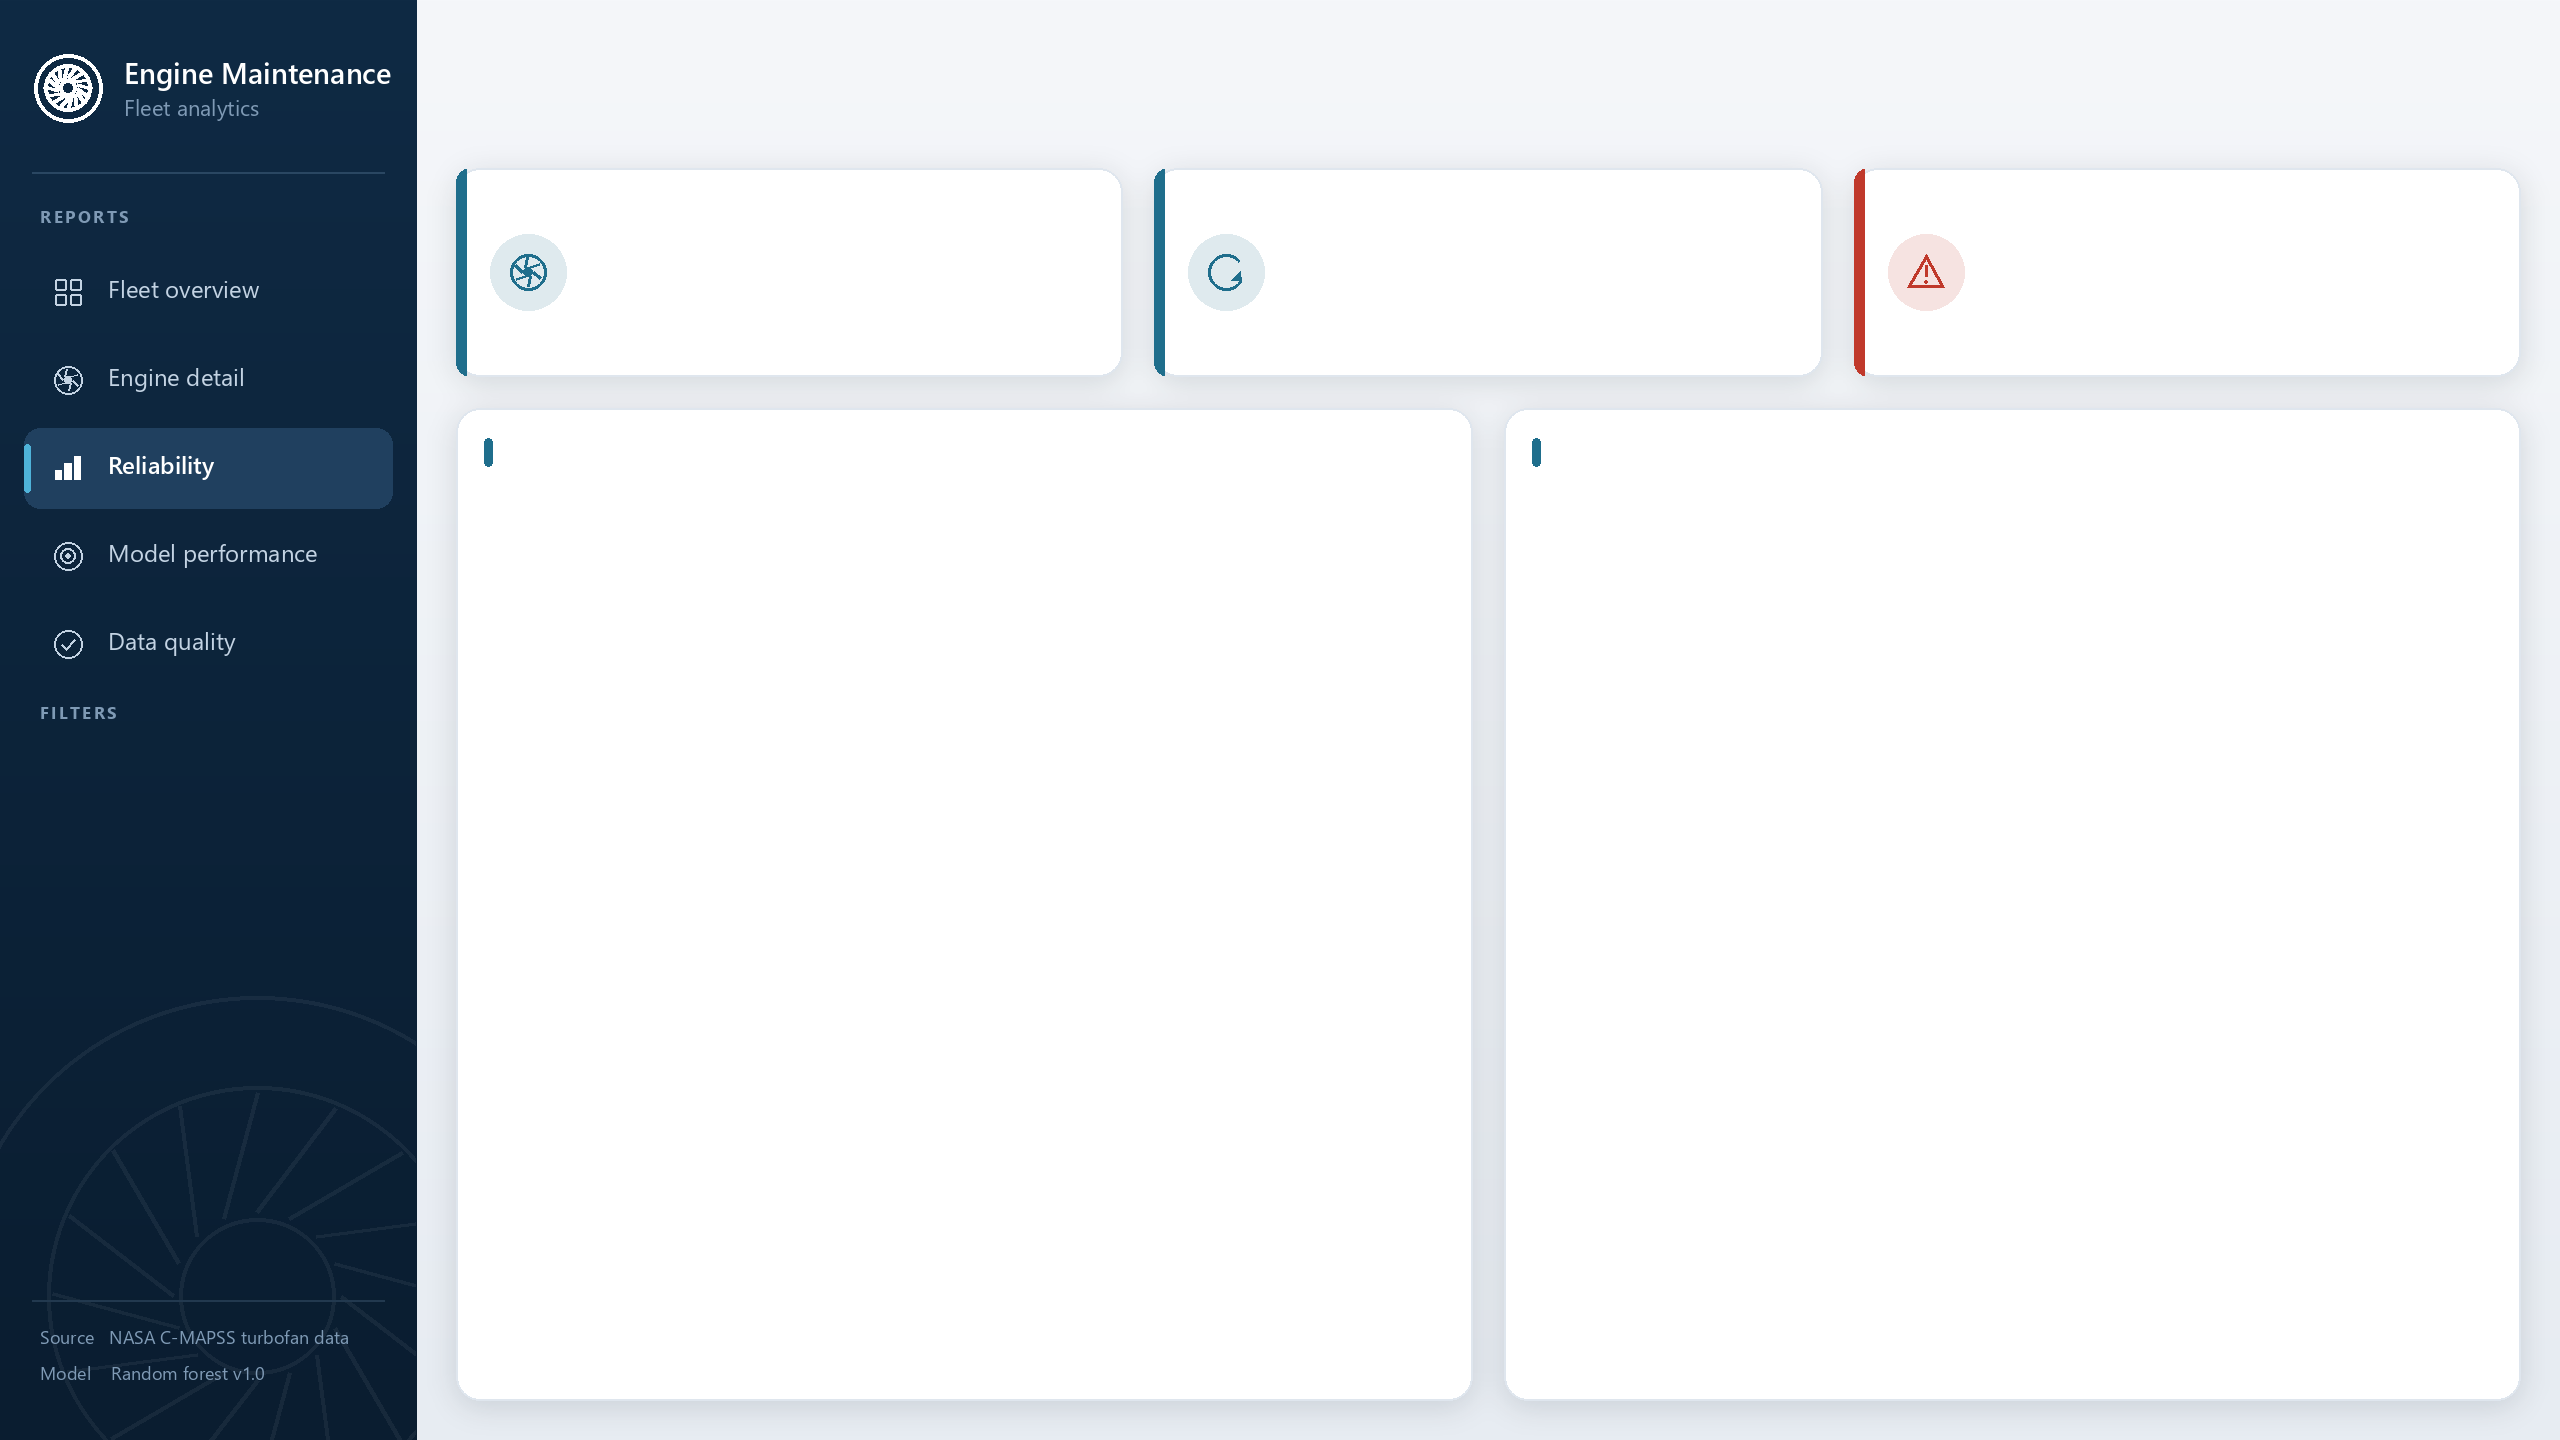 Engine Maintenance
Fleet analytics
REPORTS
Fleet overview
Engine detail
Reliability
Model performance
Data quality
FILTERS
Source NASA C-MAPSS turbofan data
Model Random forest v1.0